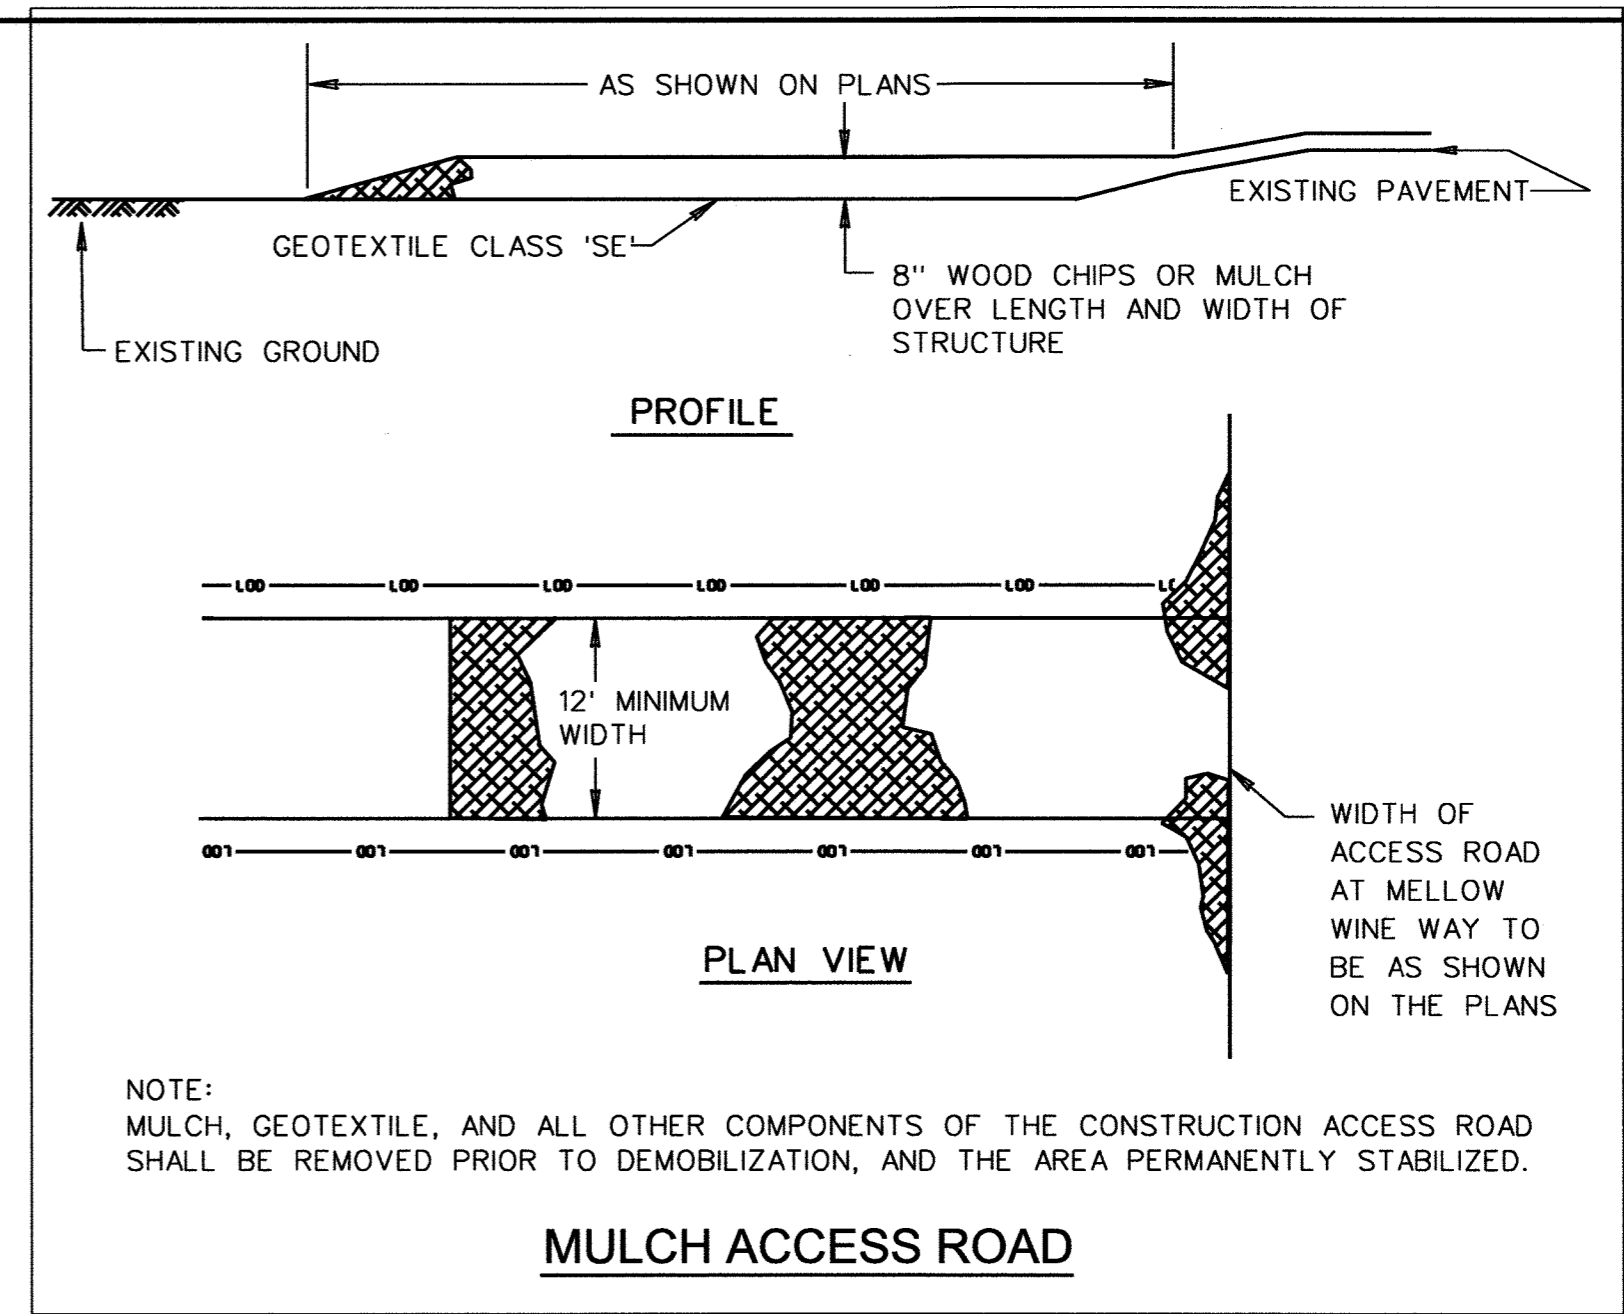 AS SHOWN ON PLANS
EXISTING PAVEMENT
GEOTEXTILE CLASS 'SE'
8" WOOD CHIPS OR MULCH
OVER LENGTH AND WIDTH OF
STRUCTURE
EXISTING GROUND
PROFILE
LOD LOD LOD LOD LOD LOD
12' MINIMUM
WIDTH
WIDTH OF
ACCESS ROAD
AT MELLOW
WINE WAY TO
BE AS SHOWN
ON THE PLANS
LOD LOD LOD LOD LOD LOD LOD
PLAN VIEW
NOTE:
MULCH, GEOTEXTILE, AND ALL OTHER COMPONENTS OF THE CONSTRUCTION ACCESS ROAD
SHALL BE REMOVED PRIOR TO DEMOBILIZATION, AND THE AREA PERMANENTLY STABILIZED.
MULCH ACCESS ROAD